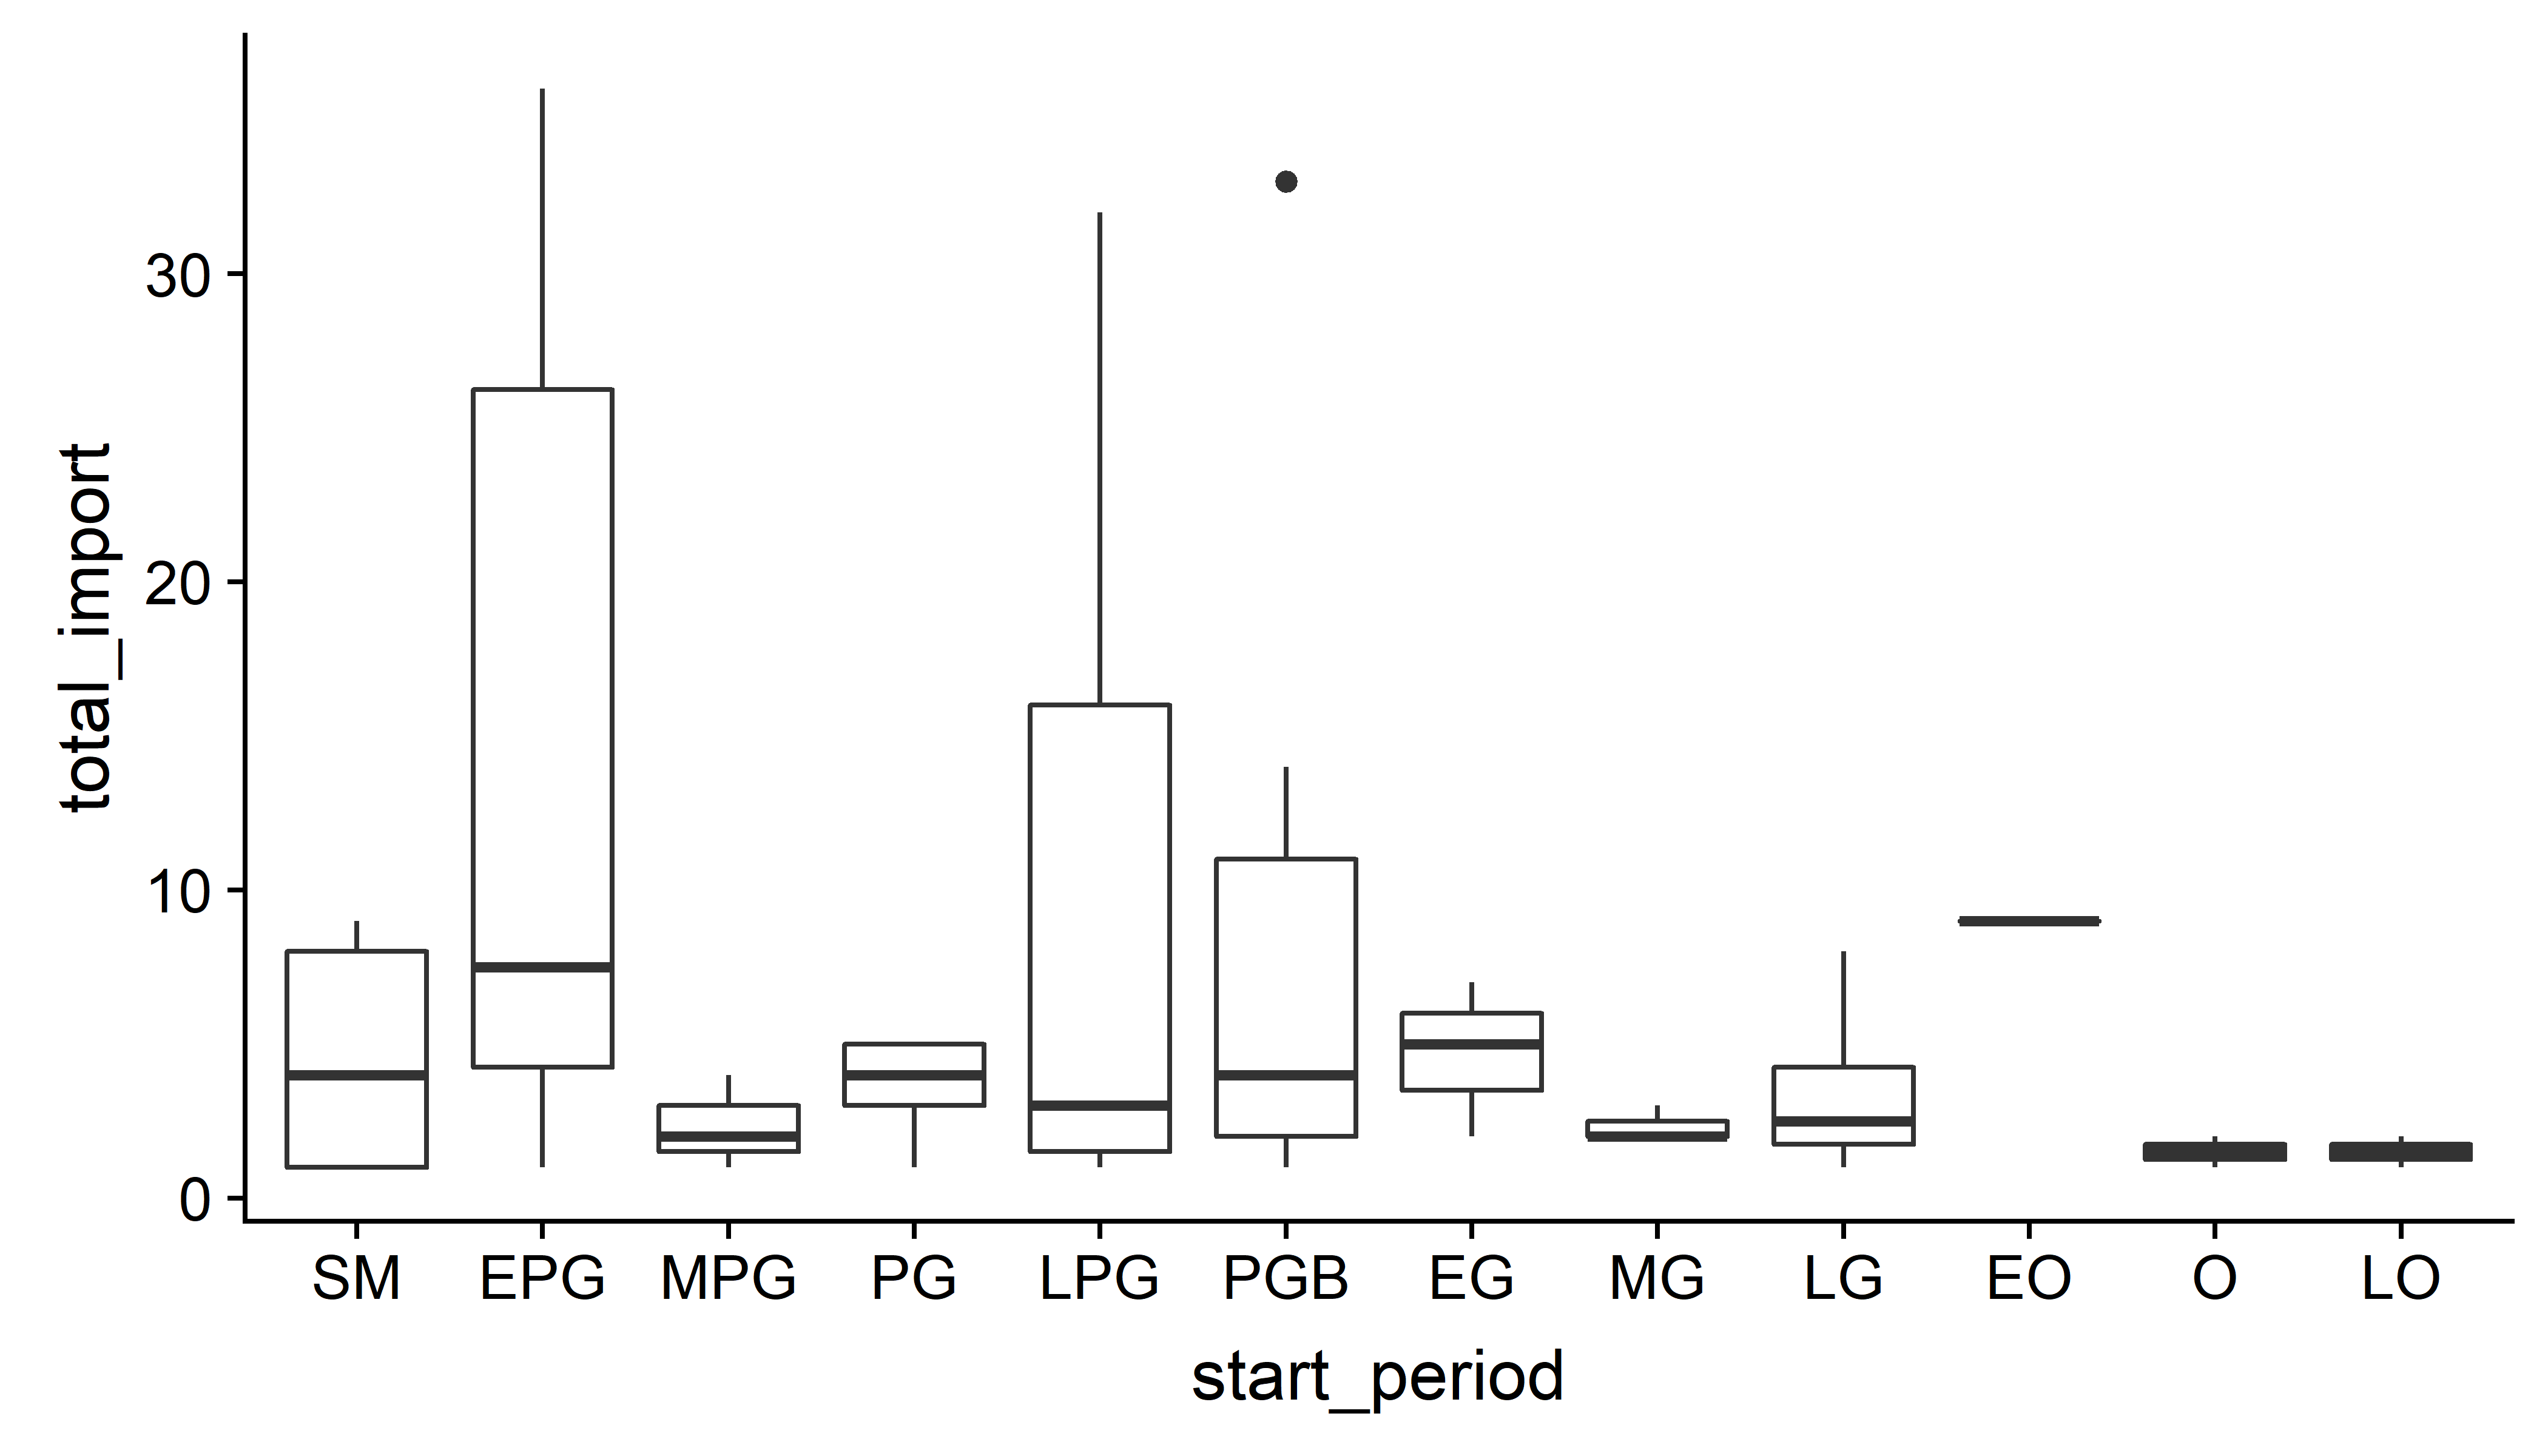 total_import
30
20
10
0
SM EPG MPG PG LPG PGB EG MG LG EO O LO
start_period